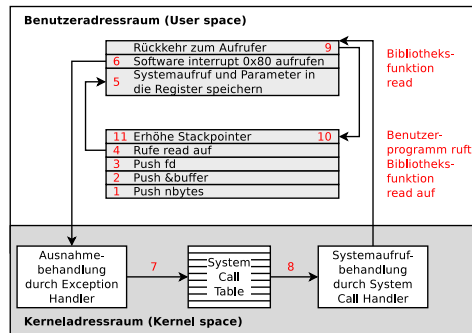 Benutzeradressraum (User space)
Rückkehr zum Aufrufer 9
6 Software interrupt 0x80 aufrufen
5 Systemaufruf und Parameter in
die Register speichern
Bibliotheks-
funktion
read
11 Erhöhe Stackpointer 10
4 Rufe read auf
3 Push fd
2 Push &buffer
1 Push nbytes
Benutzer-
programm ruft
Bibliotheks-
funktion
read auf
Ausnahme-
behandlung
durch Exception
Handler
7
System
Call
Table
8
Systemaufruf-
behandlung
durch System
Call Handler
Kerneladressraum (Kernel space)